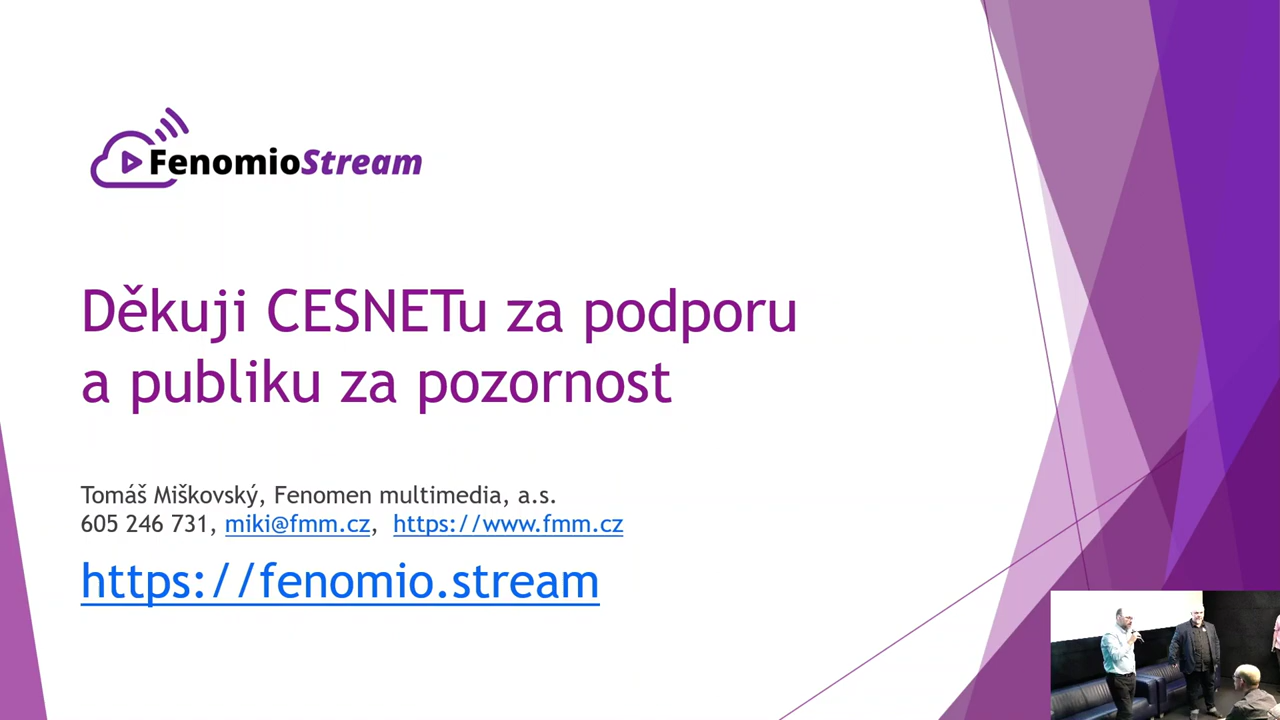 FenomioStream
Děkuji CESNETu za podporu
a publiku za pozornost
Tomáš Miškovský, Fenomen multimedia, a.s.
605 246 731, miki@fmm.cz, https://www.fmm.cz
https://fenomio.stream